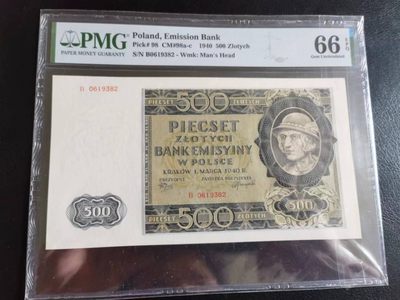 PMG
PAPER MONEY GUARANTY
Poland, Emission Bank
Pick# 98 CM#98a-c 1940 500 Złotych
S/N B0619382 - Wmk: Man's Head
66 EPQ
Gem Uncirculated
500
B 0619382
PIĘĆSET
ZŁOTYCH
BANK EMISYJNY
W POLSCE
KRAKÓW 1. MARCA 1940 R.
B 0619382
500
500
500 ZŁOTYCH